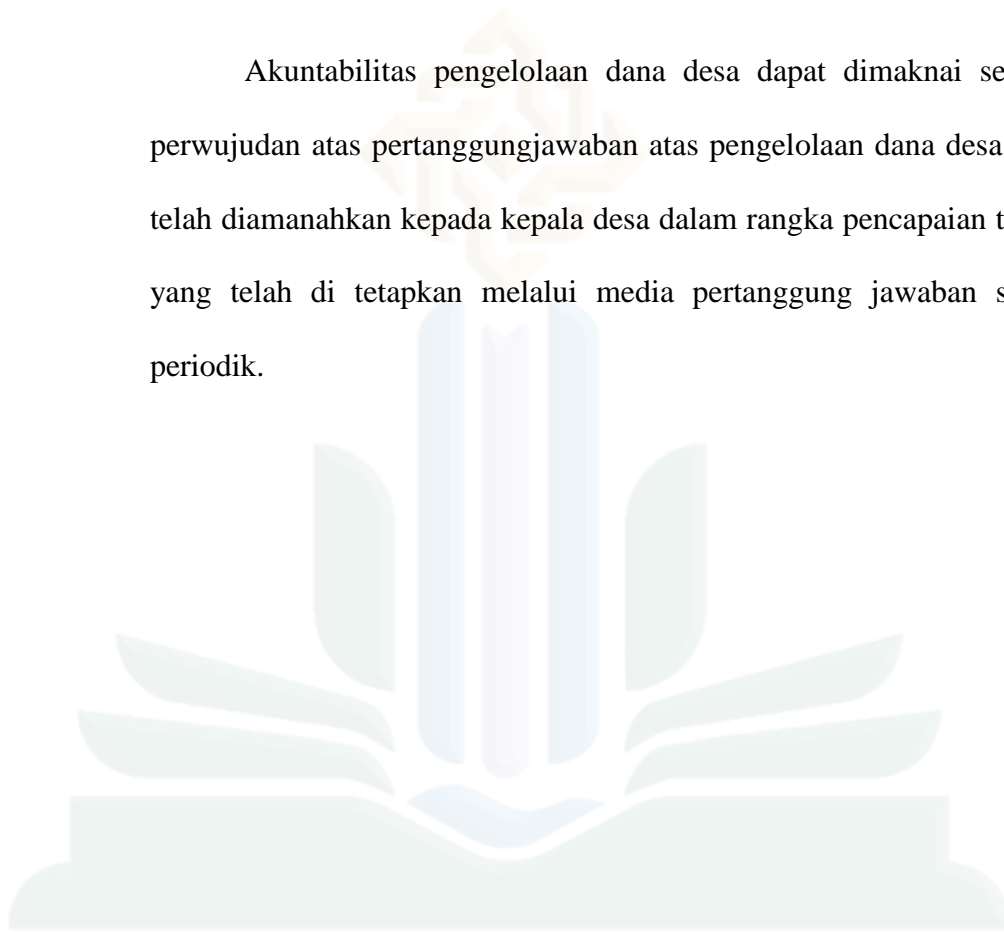 Akuntabilitas pengelolaan dana desa dapat dimaknai
perwujudan atas pertanggungjawaban atas pengelolaan dana desa
telah diamanahkan kepada kepala desa dalam rangka pencapaian
yang telah di tetapkan melalui media pertanggung jawaban
periodik.